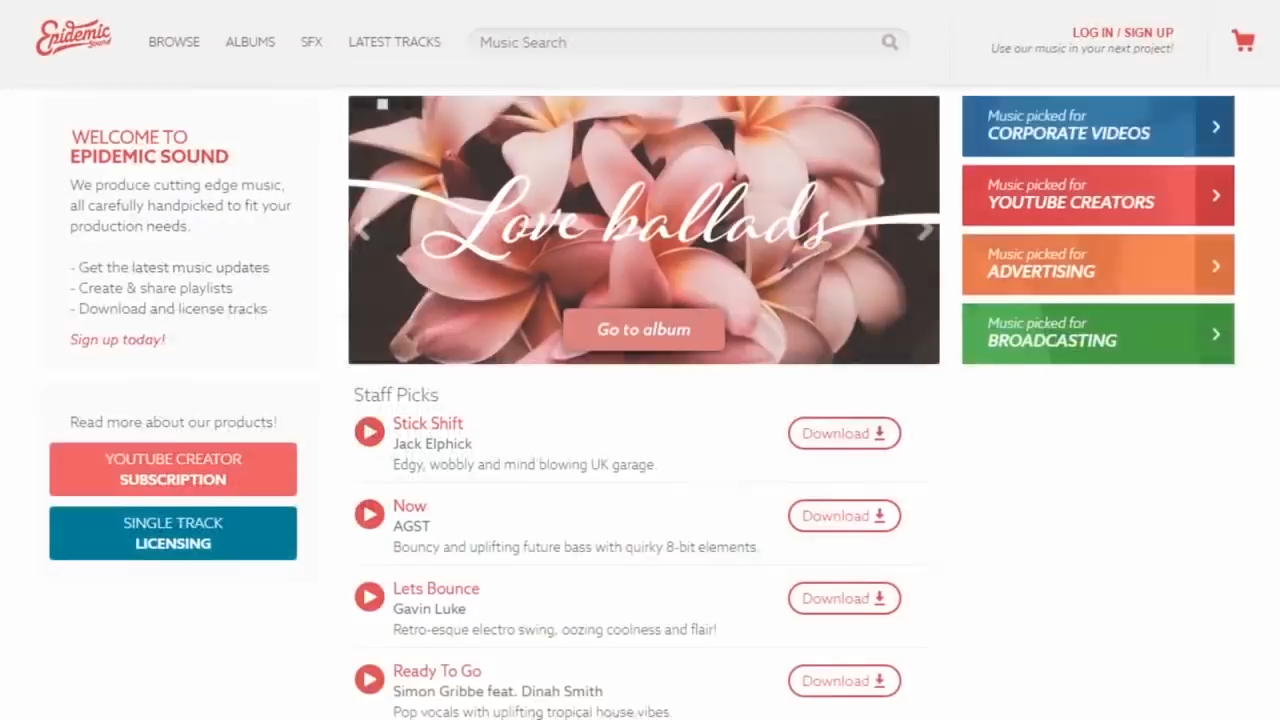 Epidemic
Sound
BROWSE
ALBUMS
SFX
LATEST TRACKS
Music Search
LOG IN / SIGN UP
Use our music in your next project!
WELCOME TO
EPIDEMIC SOUND
We produce cutting edge music,
all carefully handpicked to fit your
production needs.
- Get the latest music updates
- Create & share playlists
- Download and license tracks
Sign up today!
Read more about our products!
YOUTUBE CREATOR
SUBSCRIPTION
SINGLE TRACK
LICENSING
Love ballads
Go to album
Staff Picks
Stick Shift
Jack Elphick
Edgy, wobbly and mind blowing UK garage.
Download
Now
AGST
Bouncy and uplifting future bass with quirky 8-bit elements.
Download
Lets Bounce
Gavin Luke
Retro-esque electro swing, oozing coolness and flair!
Download
Ready To Go
Simon Gribbe feat. Dinah Smith
Pop vocals with uplifting tropical house vibes.
Download
Music picked for
CORPORATE VIDEOS
Music picked for
YOUTUBE CREATORS
Music picked for
ADVERTISING
Music picked for
BROADCASTING